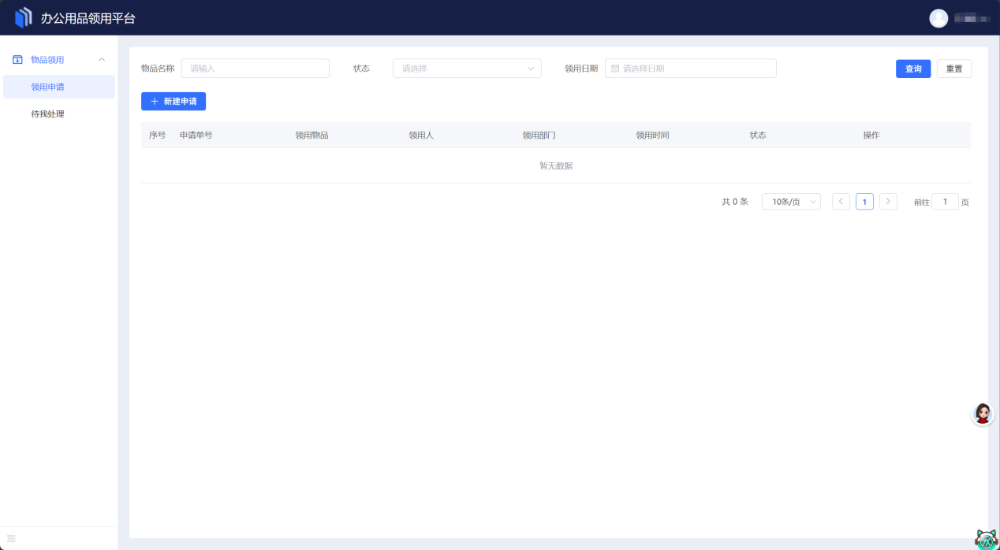 办公用品领用平台
物品领用
领用申请
待我处理
物品名称 请输入 状态 请选择 领用日期 请选择日期 查询 重置
+ 新建申请
序号 申请单号 领用物品 领用人 领用部门 领用时间 状态 操作
暂无数据
共 0 条 10条/页 1 前往 1 页